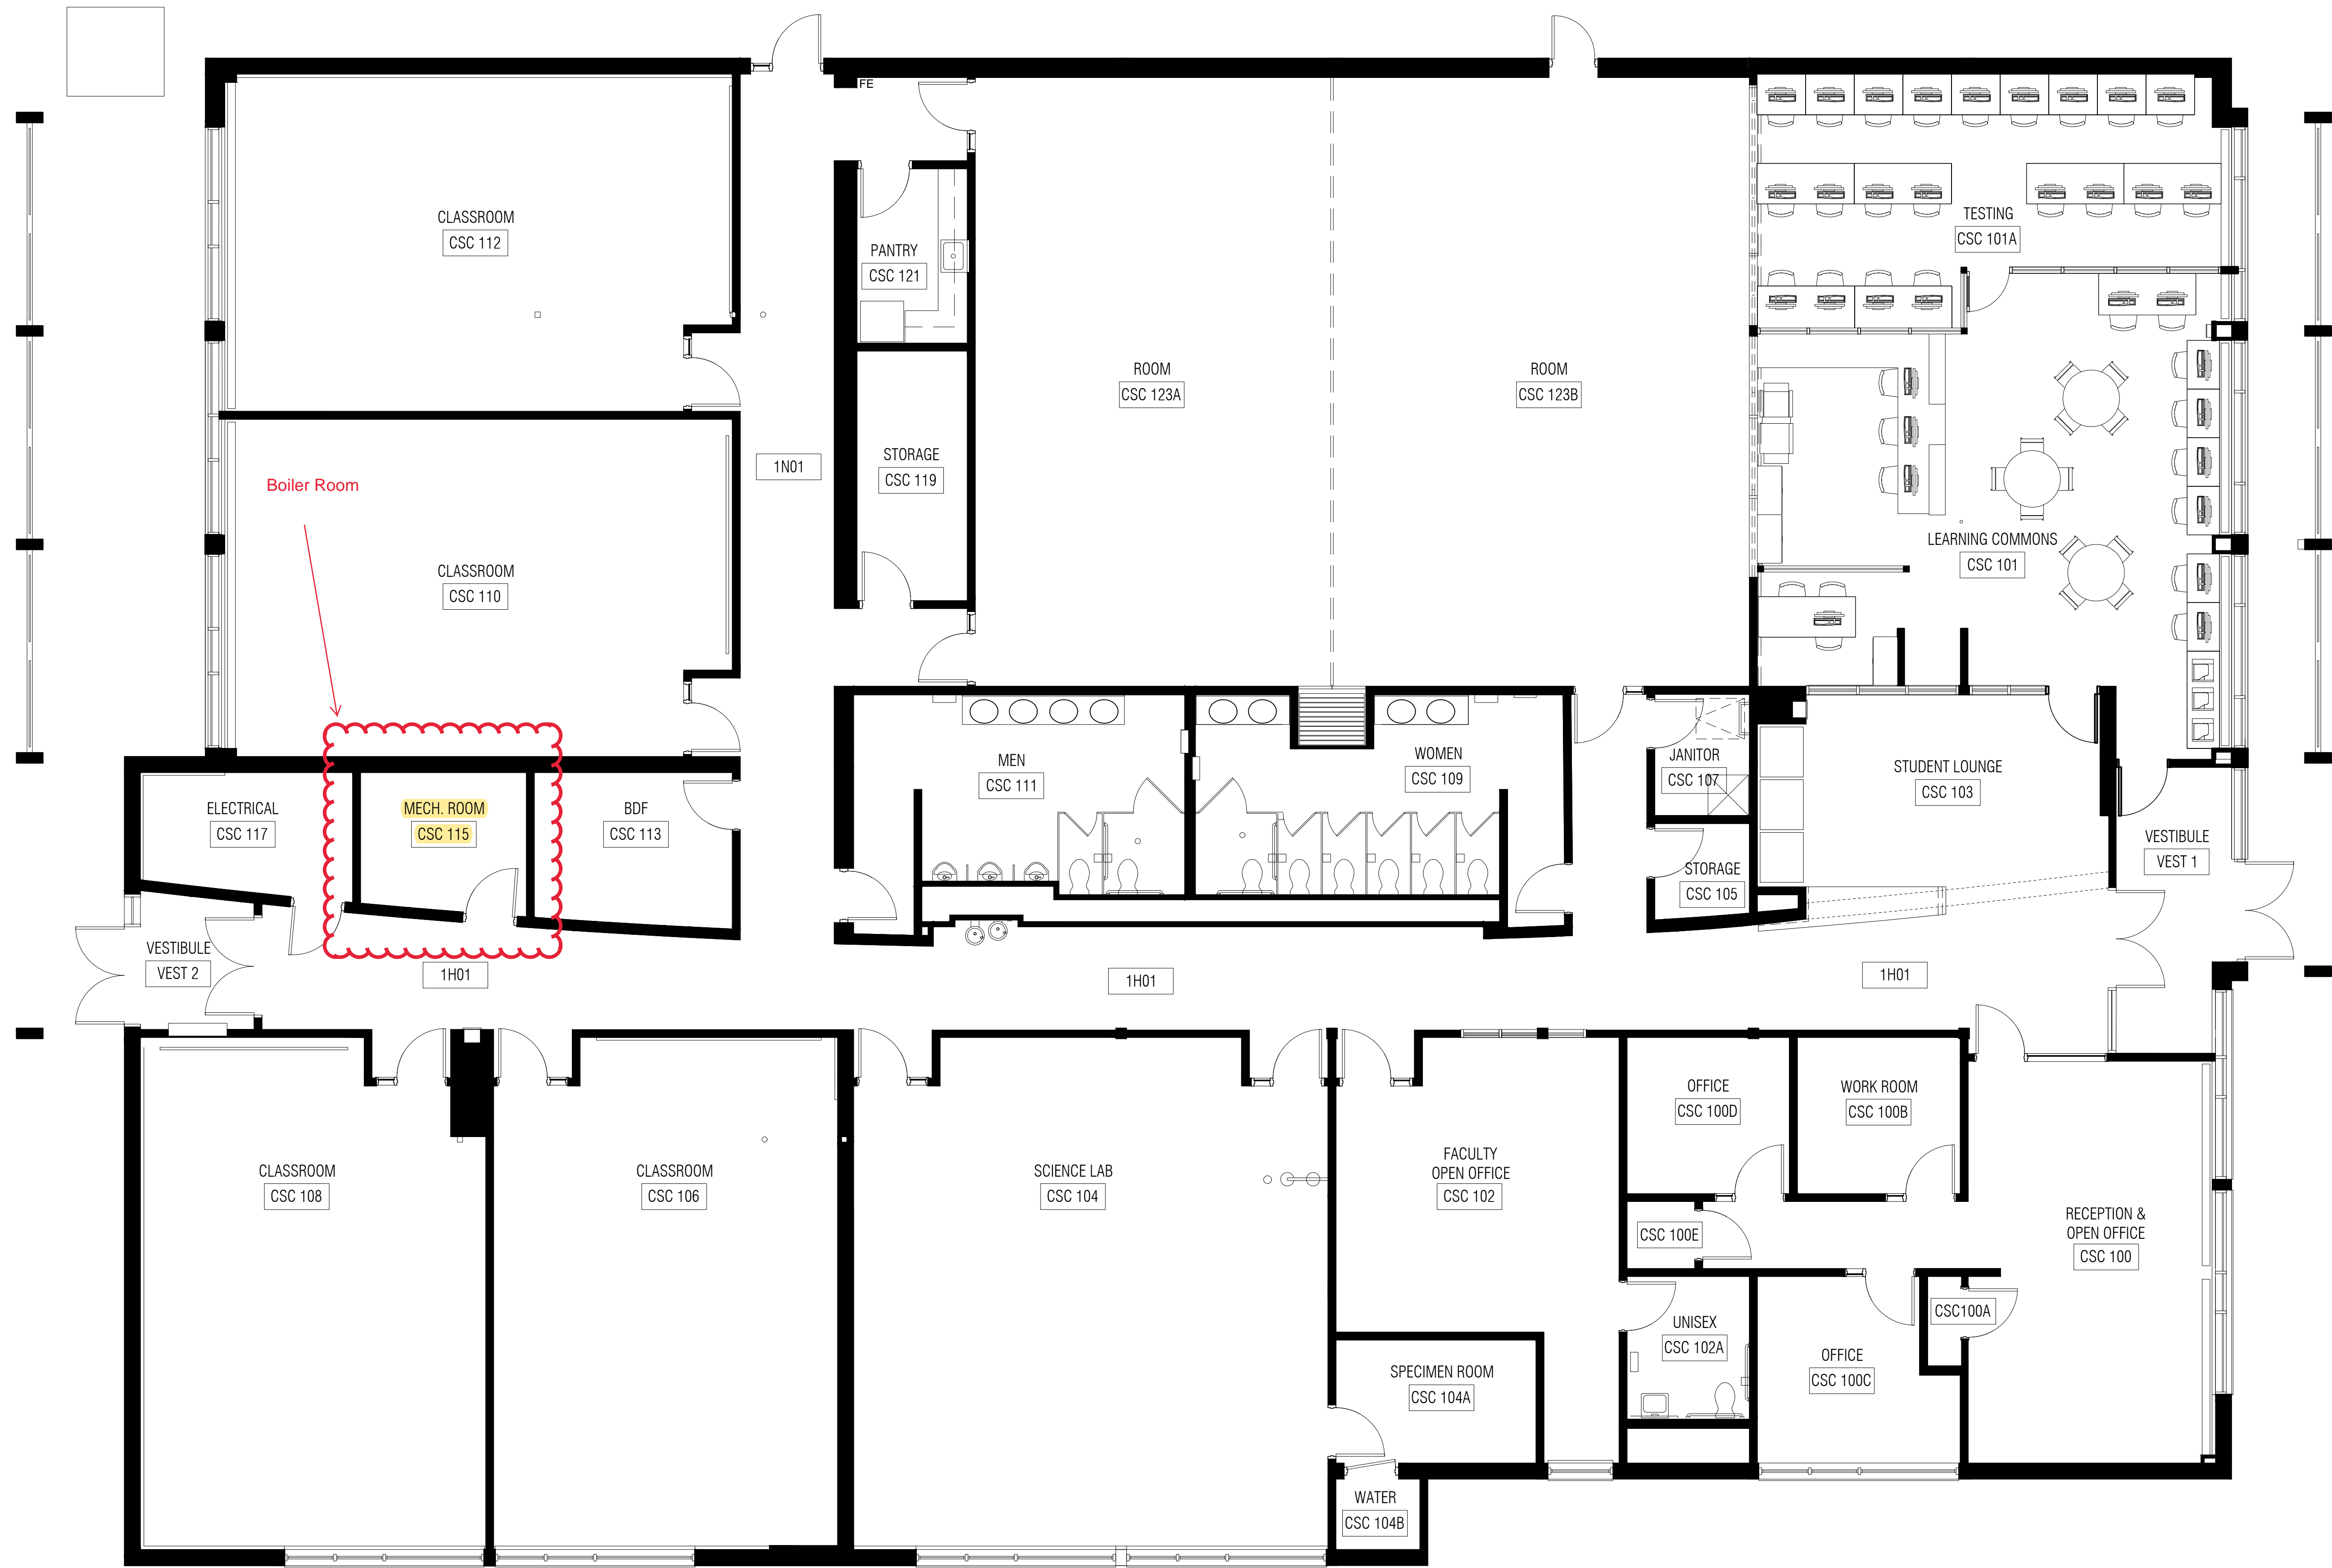 FE
CLASSROOM
CSC 112
PANTRY
CSC 121
TESTING
CSC 101A
ROOM
CSC 123A
ROOM
CSC 123B
1N01
STORAGE
CSC 119
Boiler Room
CLASSROOM
CSC 110
LEARNING COMMONS
CSC 101
ELECTRICAL
CSC 117
MECH. ROOM
CSC 115
BDF
CSC 113
MEN
CSC 111
WOMEN
CSC 109
JANITOR
CSC 107
STUDENT LOUNGE
CSC 103
STORAGE
CSC 105
VESTIBULE
VEST 1
VESTIBULE
VEST 2
1H01
1H01
1H01
CLASSROOM
CSC 108
CLASSROOM
CSC 106
SCIENCE LAB
CSC 104
FACULTY
OPEN OFFICE
CSC 102
OFFICE
CSC 100D
WORK ROOM
CSC 100B
CSC 100E
RECEPTION &
OPEN OFFICE
CSC 100
CSC100A
UNISEX
CSC 102A
OFFICE
CSC 100C
SPECIMEN ROOM
CSC 104A
WATER
CSC 104B